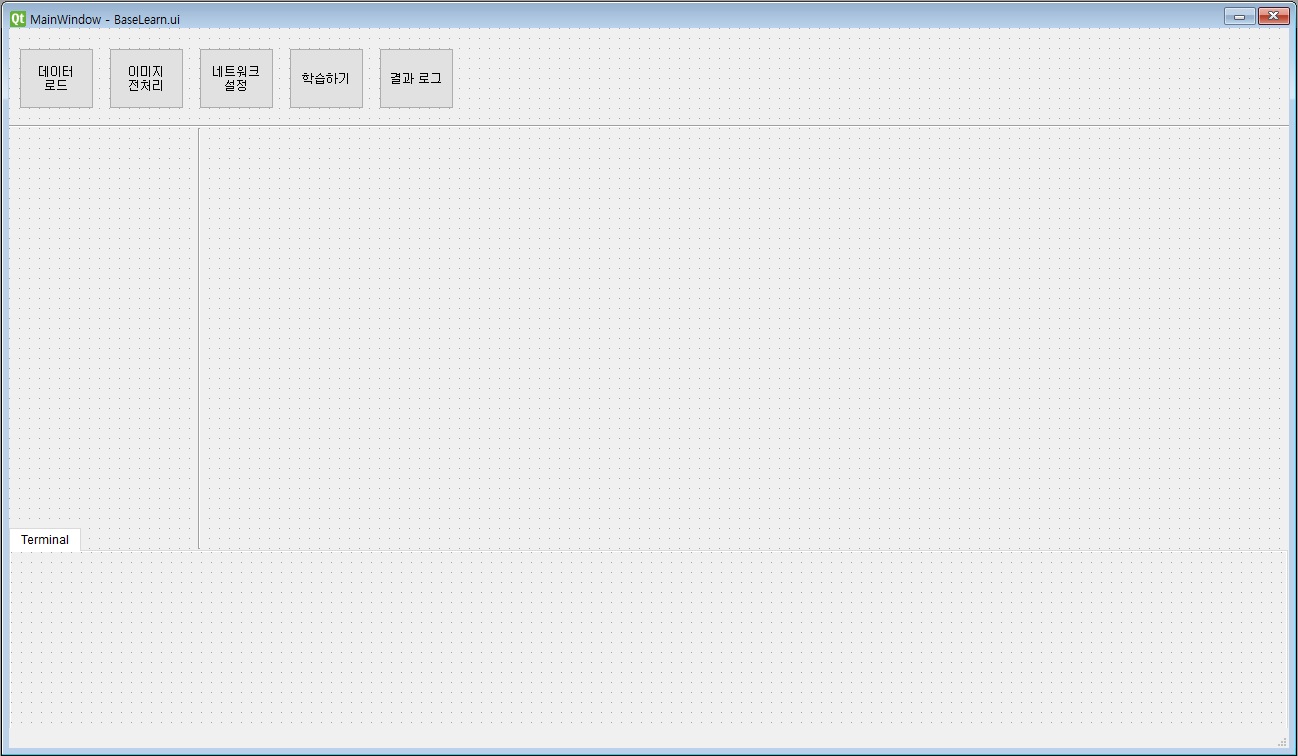 Qt MainWindow - BaseLearn.ui
데이터
로드
이미지
전처리
네트워크
설정
학습하기
결과 로그
Terminal